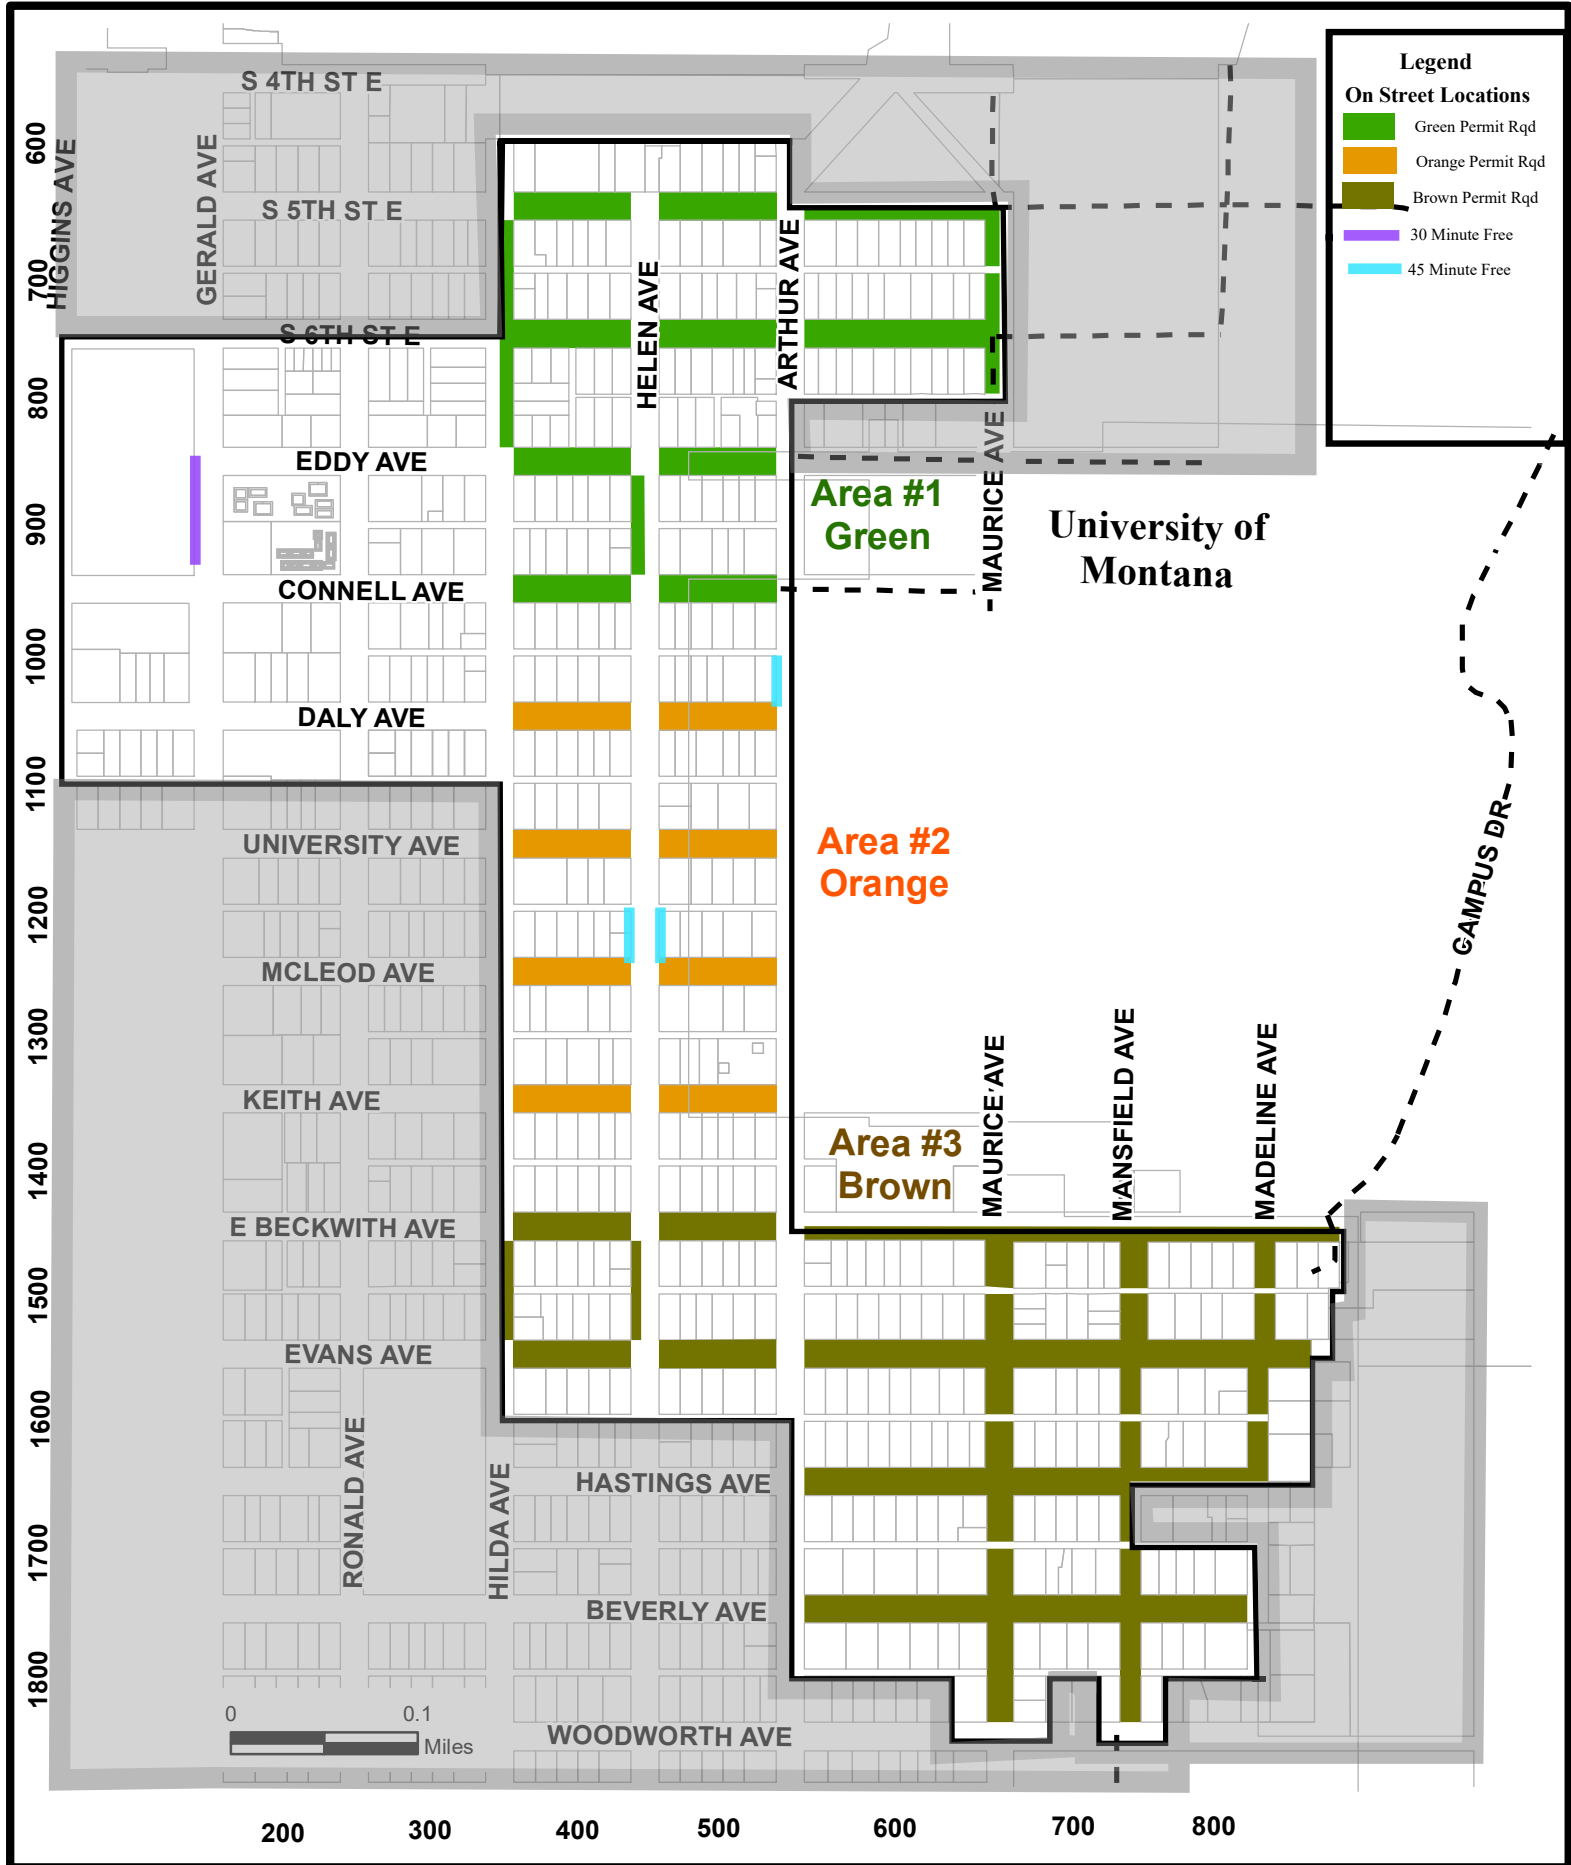 Legend
On Street Locations
Green Permit Rqd
Orange Permit Rqd
Brown Permit Rqd
30 Minute Free
45 Minute Free
S 4TH ST E
600
HIGGINS AVE
GERALD AVE
S 5TH ST E
700
S 6TH ST E
HELEN AVE
ARTHUR AVE
800
EDDY AVE
MAURICE AVE
Area #1
Green
University of
Montana
900
CONNELL AVE
1000
DALY AVE
1100
UNIVERSITY AVE
Area #2
Orange
CAMPUS DR
1200
MCLEOD AVE
1300
KEITH AVE
MAURICE AVE
MANSFIELD AVE
MADELINE AVE
Area #3
Brown
1400
E BECKWITH AVE
1500
EVANS AVE
1600
RONALD AVE
HILDA AVE
HASTINGS AVE
1700
BEVERLY AVE
1800
0
0.1
Miles
WOODWORTH AVE
200
300
400
500
600
700
800